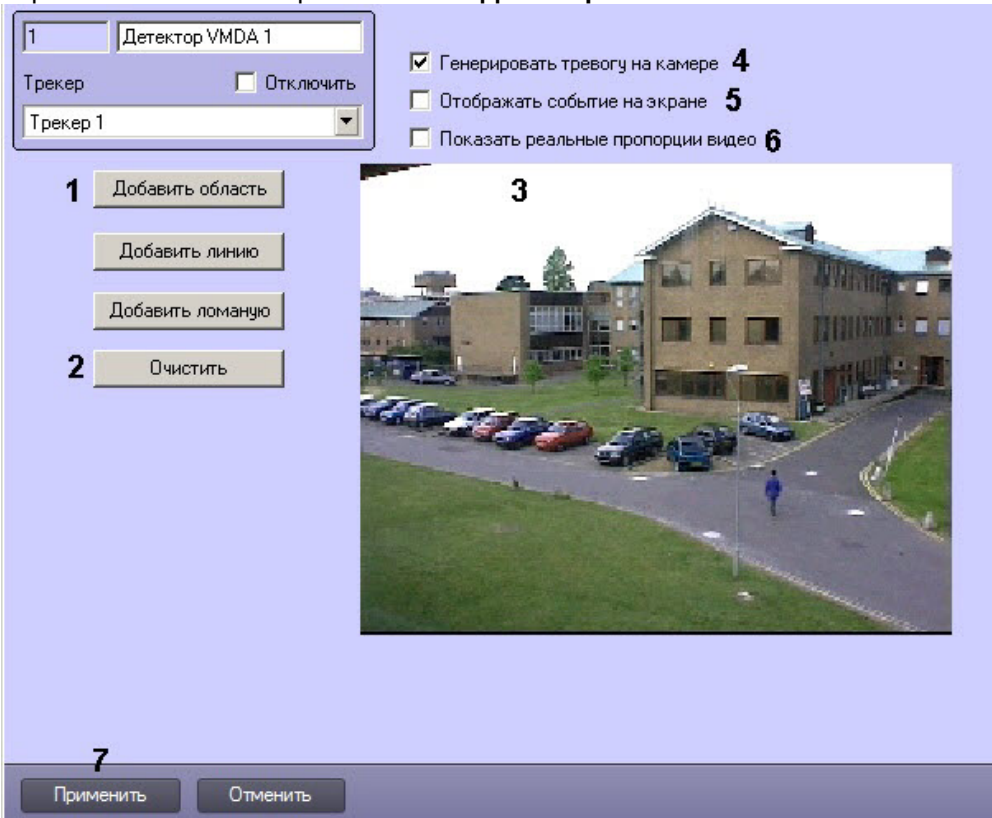 1
Детектор VMDA 1
Трекер
Отключить
Трекер 1
Генерировать тревогу на камере 4
Отображать событие на экране 5
Показать реальные пропорции видео 6
1 Добавить область
3
Добавить линию
Добавить ломаную
2 Очистить
7
Применить
Отменить